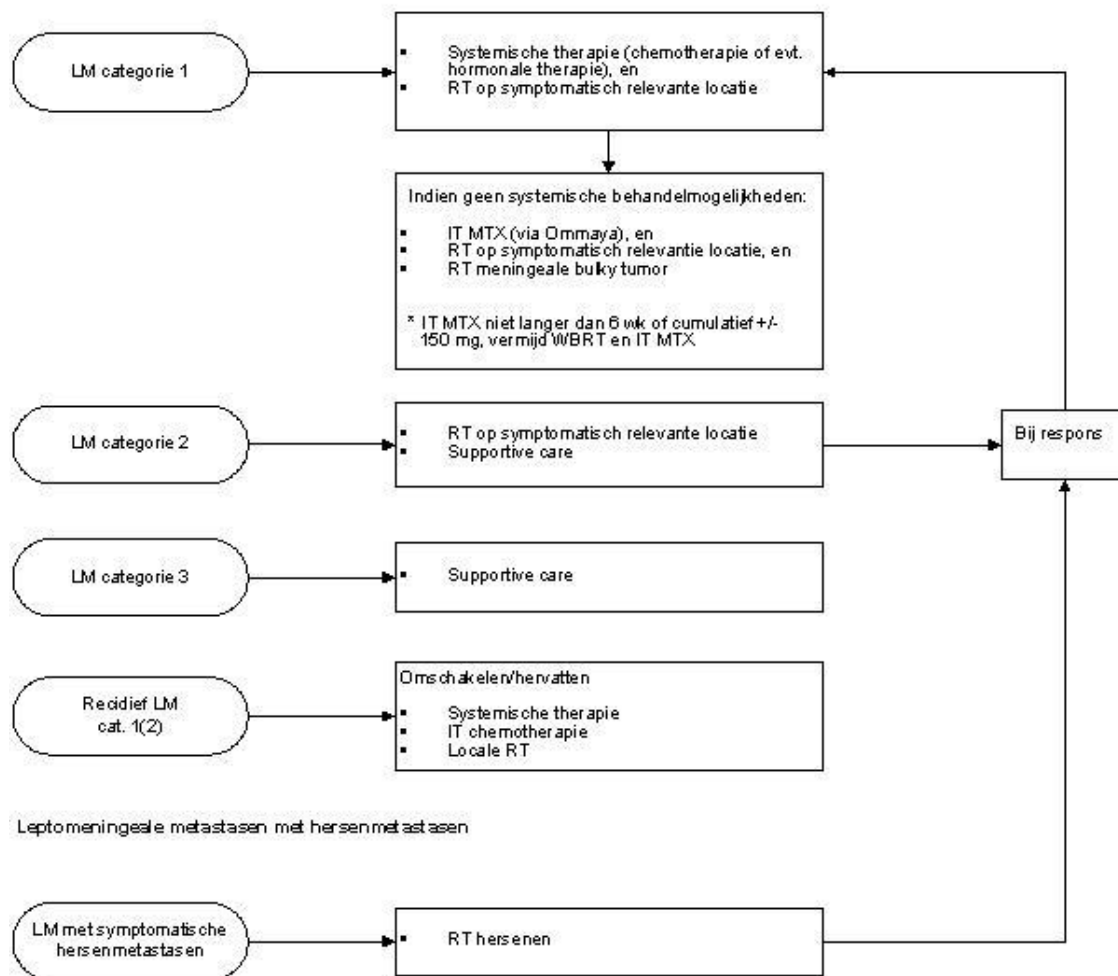 LM categorie 1
▪ Systemische therapie (chemotherapie of evt.
hormonale therapie), en
▪ RT op symptomatisch relevante locatie
Indien geen systemische behandelmogelijkheden:
▪ IT MTX (via Ommaya), en
▪ RT op symptomatisch relevantie locatie, en
▪ RT meningeale bulky tumor
* IT MTX niet langer dan 6 wk of cumulatief +/-
150 mg, vermijd WBRT en IT MTX
LM categorie 2
▪ RT op symptomatisch relevante locatie
▪ Supportive care
Bij respons
LM categorie 3
▪ Supportive care
Recidief LM
cat. 1(2)
Omschakelen/hervatten
▪ Systemische therapie
▪ IT chemotherapie
▪ Locale RT
Leptomeningeale metastasen met hersenmetastasen
LM met symptomatische
hersenmetastasen
▪ RT hersenen